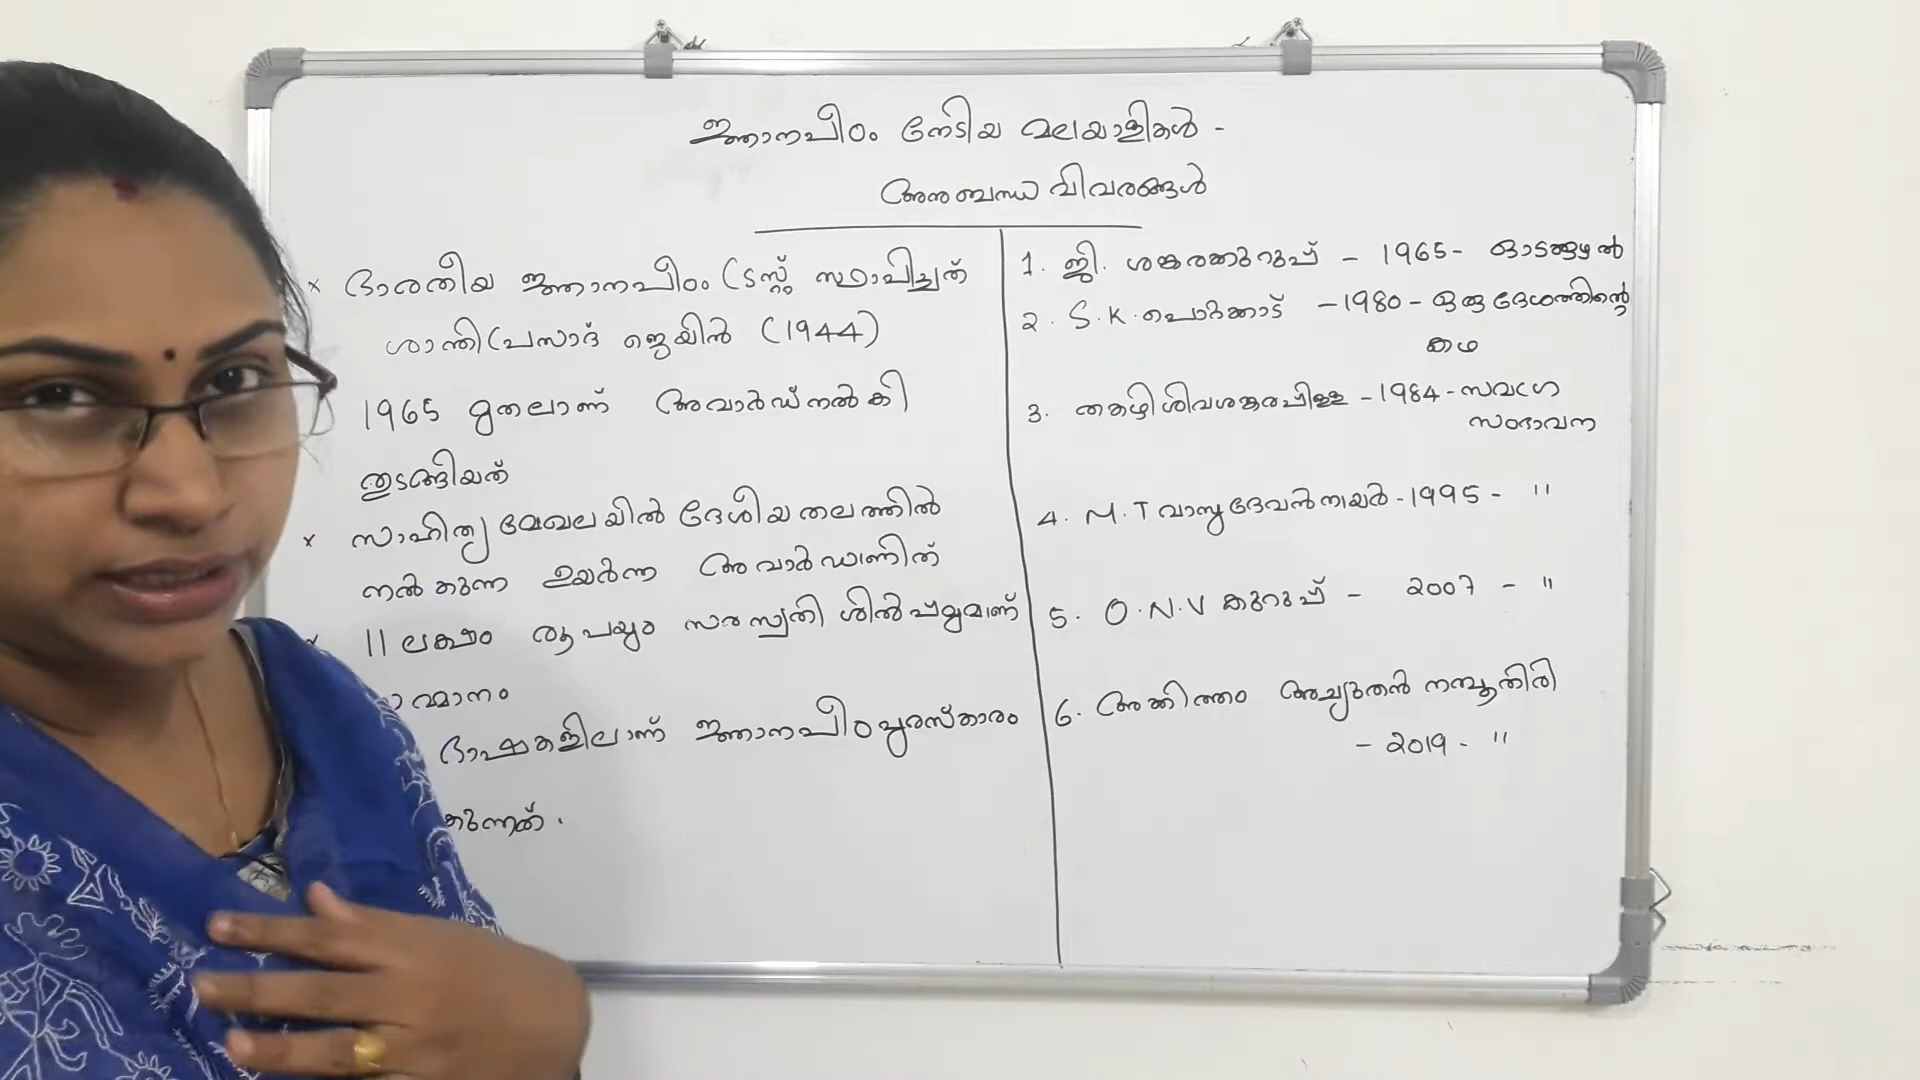 ജ്ഞാനപീഠം നേടിയ മലയാളികൾ -
അനുബന്ധ വിവരങ്ങൾ
x ഭാരതീയ ജ്ഞാനപീഠം ട്രസ്റ്റ് സ്ഥാപിച്ചത്
ശാന്തിപ്രസാദ് ജെയിൻ (1944)
1965 മുതലാണ് അവാർഡ് നൽകി
തുടങ്ങിയത്
x സാഹിത്യ മേഖലയിൽ ദേശീയ തലത്തിൽ
നൽകുന്ന ഉയർന്ന അവാർഡാണിത്
11 ലക്ഷം രൂപയും സരസ്വതി ശിൽപ്പവുമാണ്
ഭാഷകളിലാണ് ജ്ഞാനപീഠ പുരസ്കാരം
1. ജി. ശങ്കരക്കുറുപ്പ് - 1965 - ഓടക്കുഴൽ
2. S.K. പൊറ്റക്കാട് - 1980 - ഒരു ദേശത്തിന്റെ
കഥ
3. തകഴി ശിവശങ്കരപ്പിള്ള - 1984 - സമഗ്ര
സംഭാവന
4. M.T വാസുദേവൻ നായർ - 1995 - "
5. O.N.V കുറുപ്പ് - 2007 - "
6. അക്കിത്തം അച്യുതൻ നമ്പൂതിരി
- 2019 - "